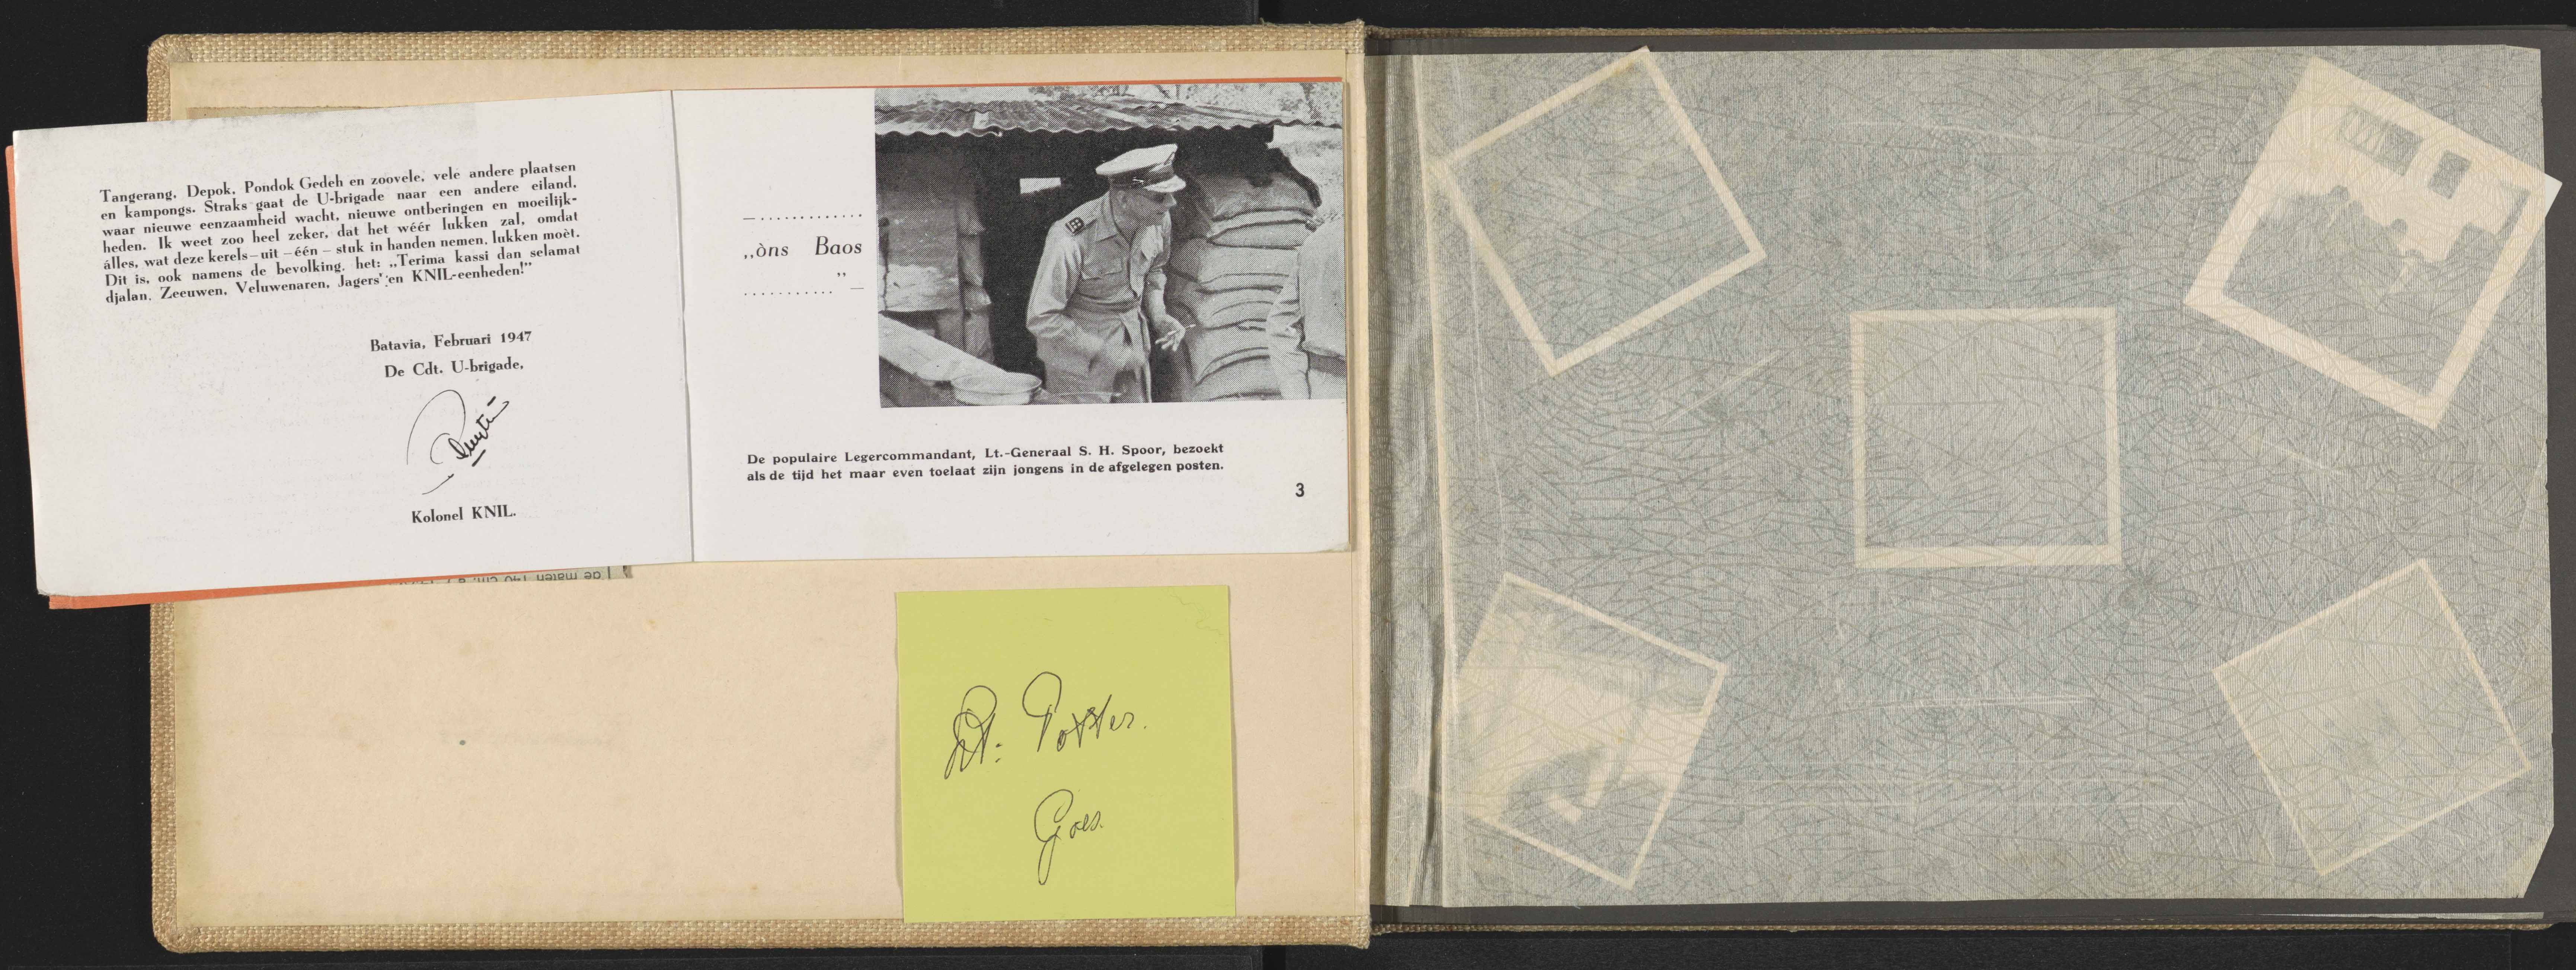 Tangerang, Depok, Pondok Gedeh en zoovele, vele andere plaatsen
en kampongs. Straks gaat de U-brigade naar een andere eiland,
waar nieuwe eenzaamheid wacht, nieuwe ontberingen en moeilijk-
heden. Ik weet zoo heel zeker, dat het wéér lukken zal, omdat
álles, wat deze kerels–uit –één – stuk in handen nemen, lukken moèt.
Dit is, ook namens de bevolking, het: „Terima kassi dan selamat
djalan, Zeeuwen, Veluwenaren, Jagers en KNIL-eenheden!”
Batavia, Februari 1947
De Cdt. U-brigade,
Kolonel KNIL.
– ............
„òns Baos
”
........... –
De populaire Legercommandant, Lt.-Generaal S. H. Spoor, bezoekt
als de tijd het maar even toelaat zijn jongens in de afgelegen posten.
3
de maten 140 cm.
Potter.
Goes.